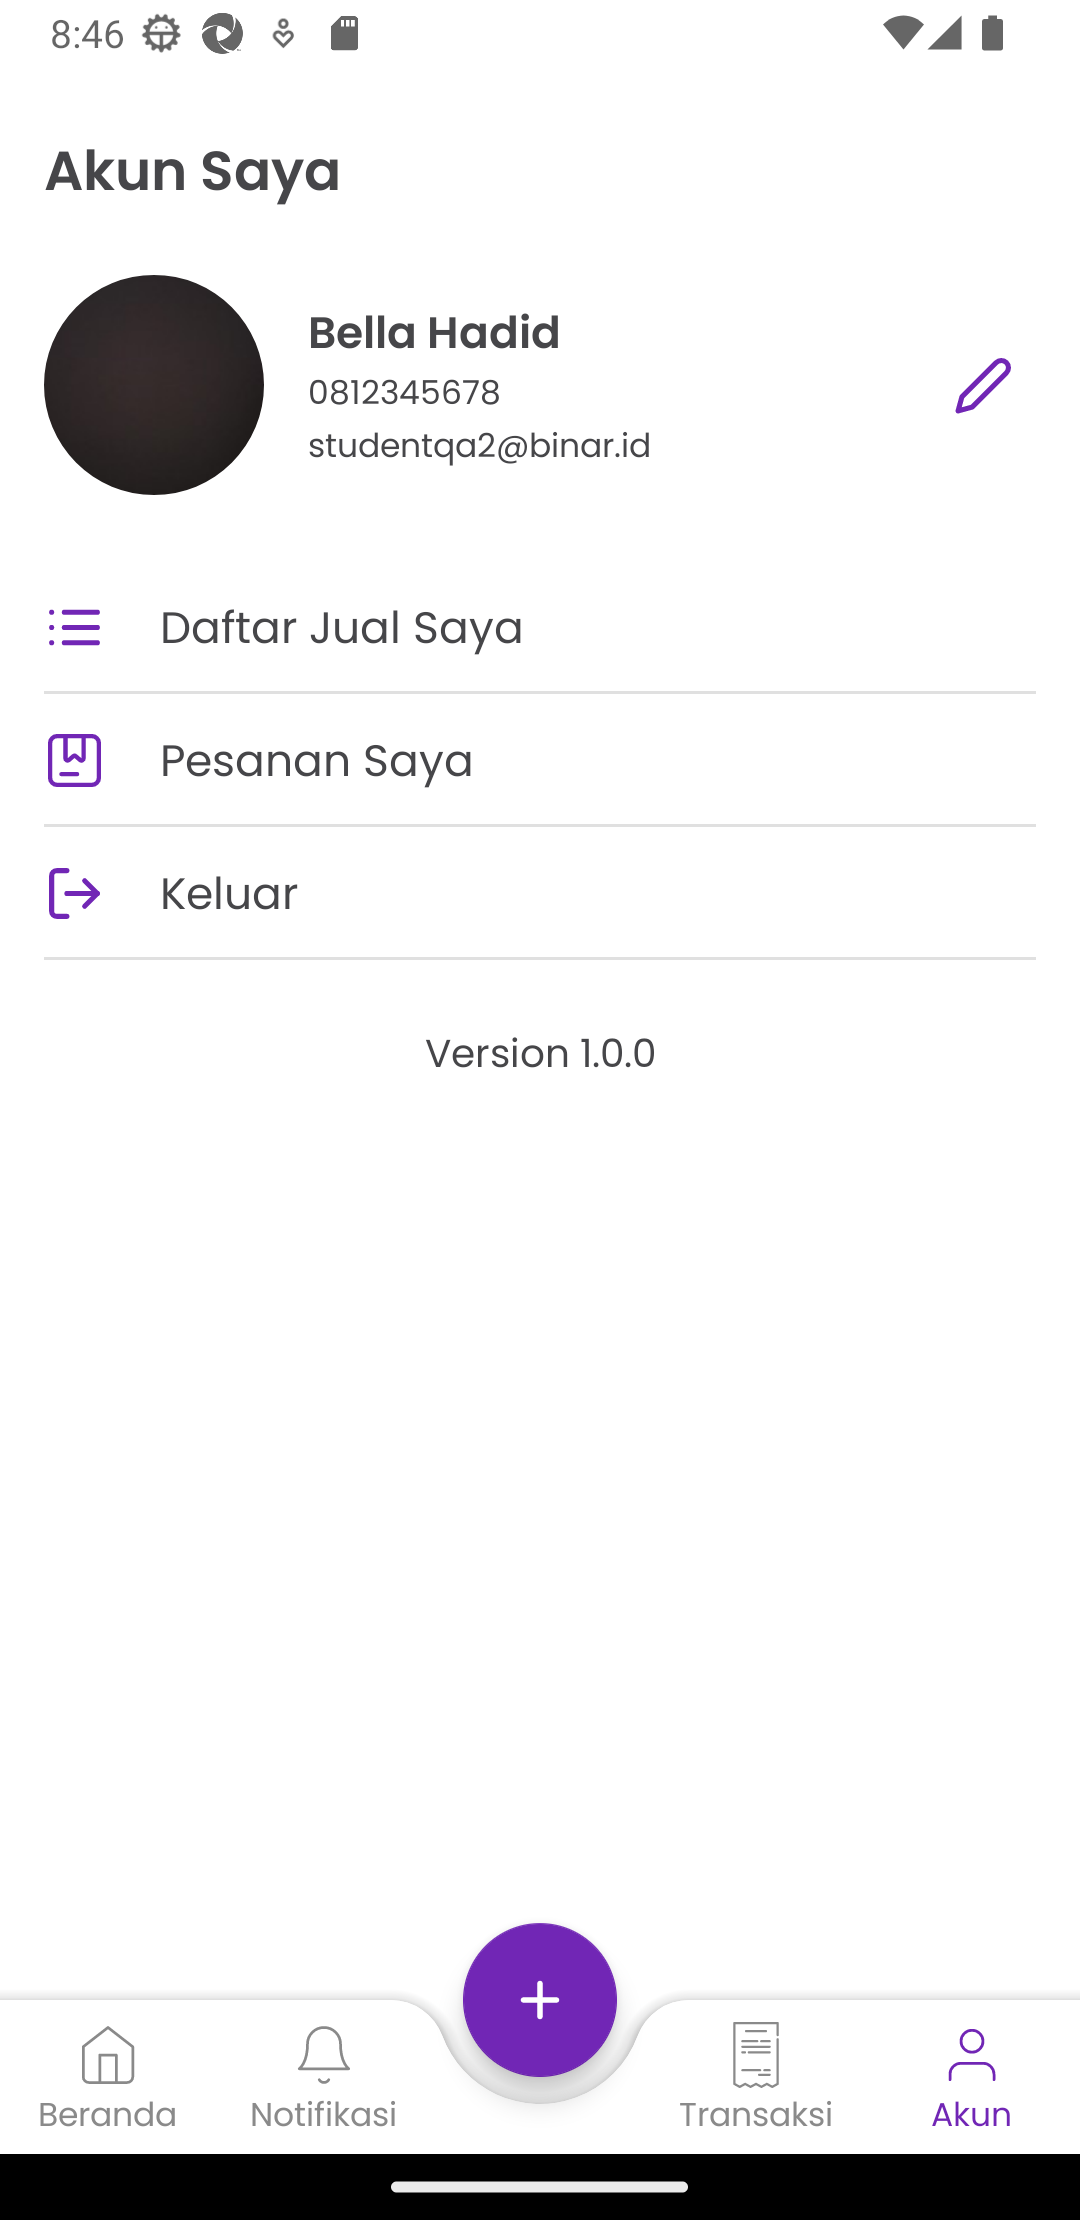 8:46
Akun Saya
Bella Hadid
0812345678
studentqa2@binar.id
Daftar Jual Saya
Pesanan Saya
Keluar
Version 1.0.0
Beranda
Notifikasi
Transaksi
Akun